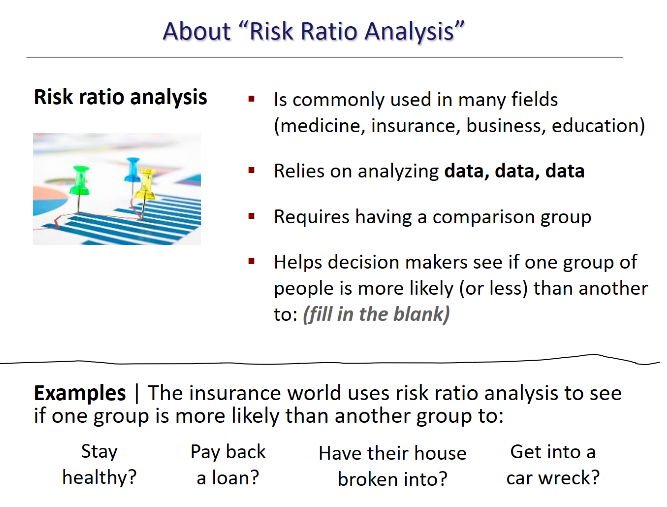 About “Risk Ratio Analysis”
Risk ratio analysis
▪ Is commonly used in many fields
(medicine, insurance, business, education)
▪ Relies on analyzing data, data, data
▪ Requires having a comparison group
▪ Helps decision makers see if one group of
people is more likely (or less) than another
to: (fill in the blank)
Examples | The insurance world uses risk ratio analysis to see
if one group is more likely than another group to:
Stay
healthy?
Pay back
a loan?
Have their house
broken into?
Get into a
car wreck?